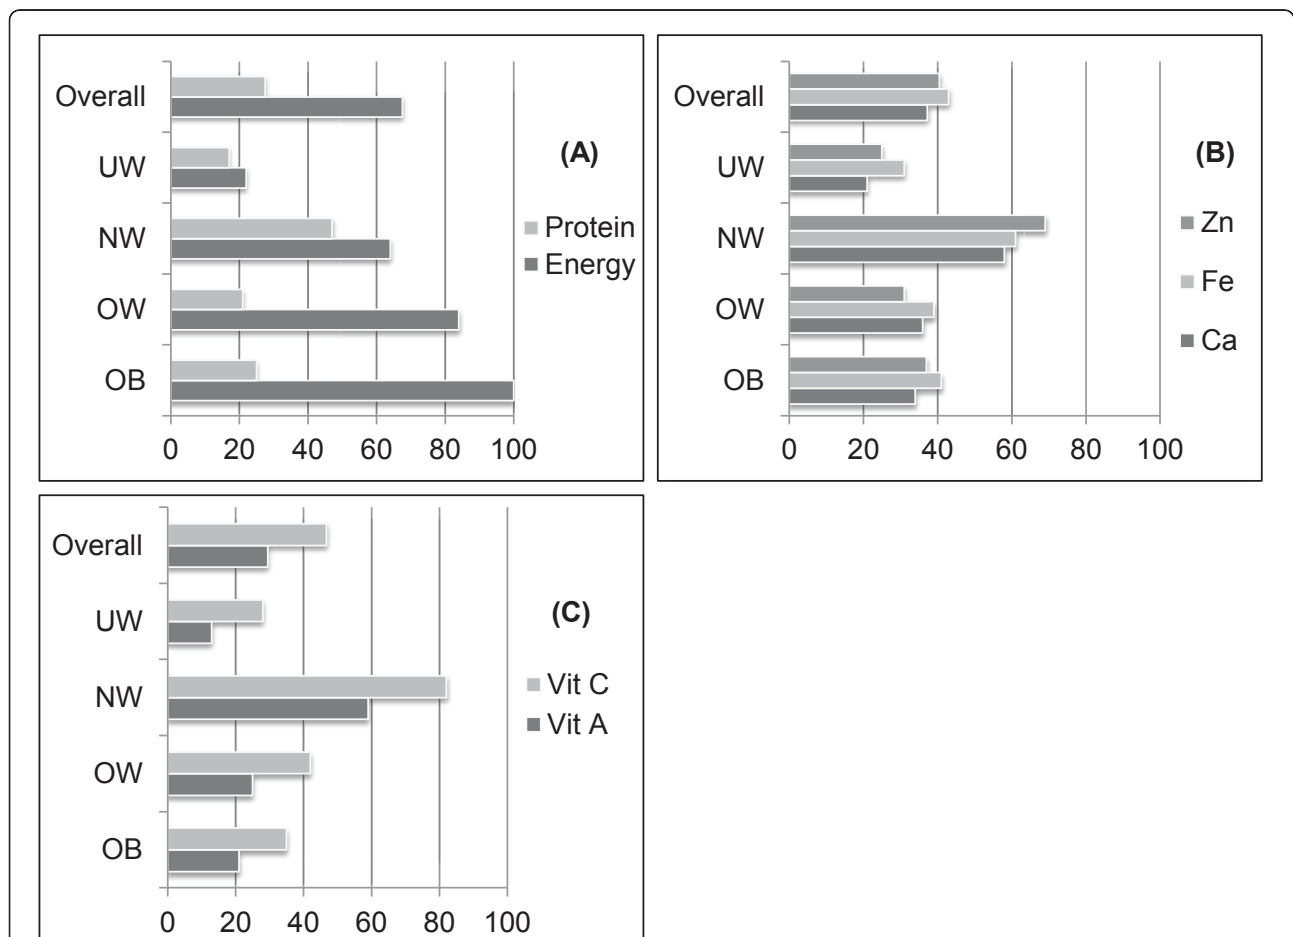 Overall
UW
NW
OW
OB
0 20 40 60 80 100
(A)
Protein
Energy
Overall
UW
NW
OW
OB
0 20 40 60 80 100
(B)
Zn
Fe
Ca
Overall
UW
NW
OW
OB
0 20 40 60 80 100
(C)
Vit C
Vit A